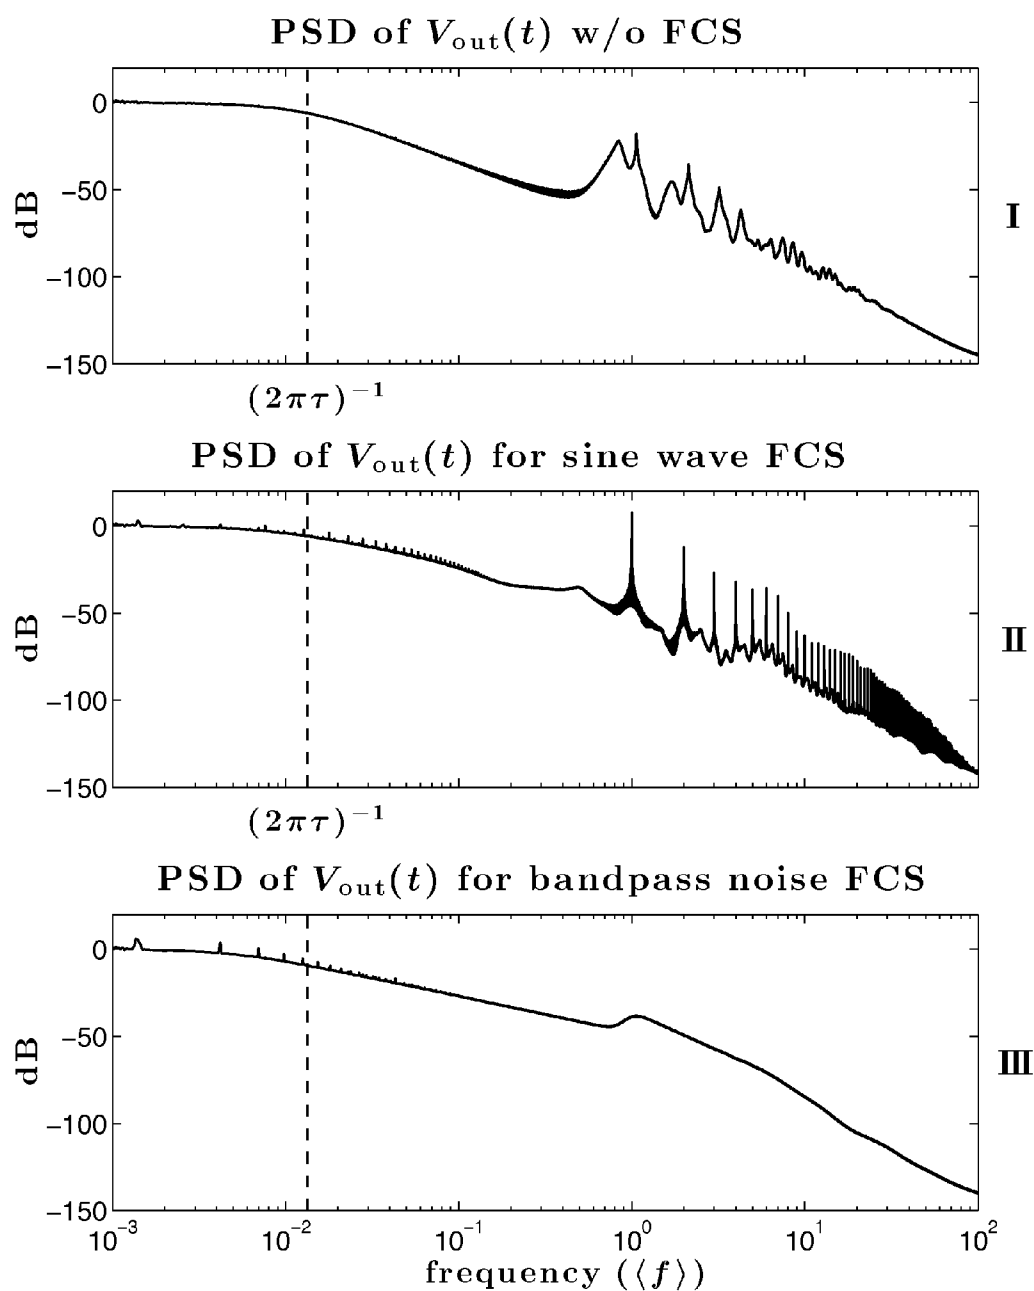 PSD of V_out(t) w/o FCS
0
−50
−100
−150
dB
I
(2πτ)^−1
PSD of V_out(t) for sine wave FCS
0
−50
−100
−150
dB
II
(2πτ)^−1
PSD of V_out(t) for bandpass noise FCS
0
−50
−100
−150
dB
III
10^−3 10^−2 10^−1 10^0 10^1 10^2
frequency (⟨f⟩)